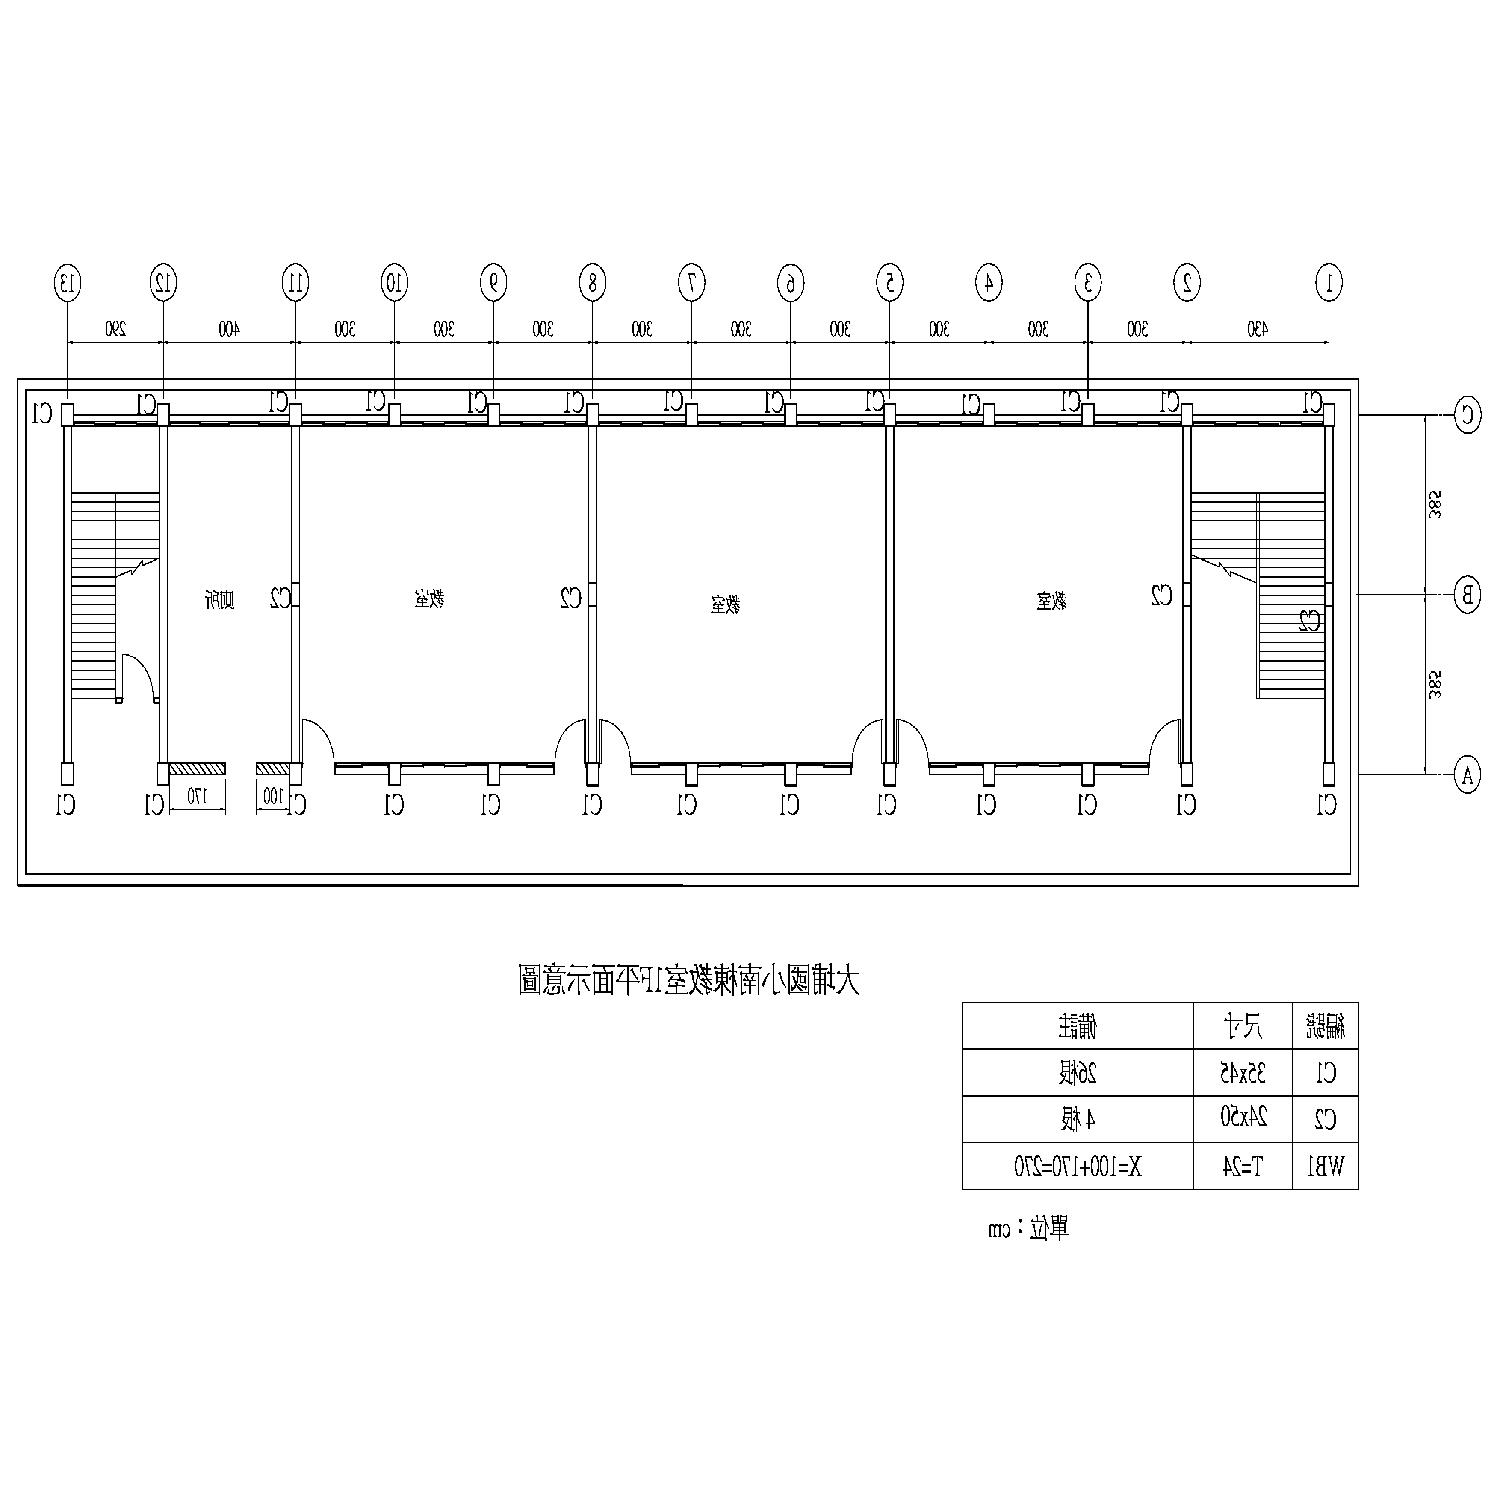 1 2 3 4 5 6 7 8 9 10 11 12 13
430 300 300 300 300 300 300 300 300 300 400 290
C1 C1 C1 C1 C1 C1 C1 C1 C1 C1 C1 C1 C1
C
385
教室 教室 教室 廁所
C2 C2 C2 C2
B
385
A
100 170
C1 C1 C1 C1 C1 C1 C1 C1 C1 C1 C1 C1 C1
大埔國小南棟教室1F平面示意圖
編號 尺寸 備註
C1 35x45 26根
C2 24x50 4根
WB1 T=24 X=100+170=270
單位：cm